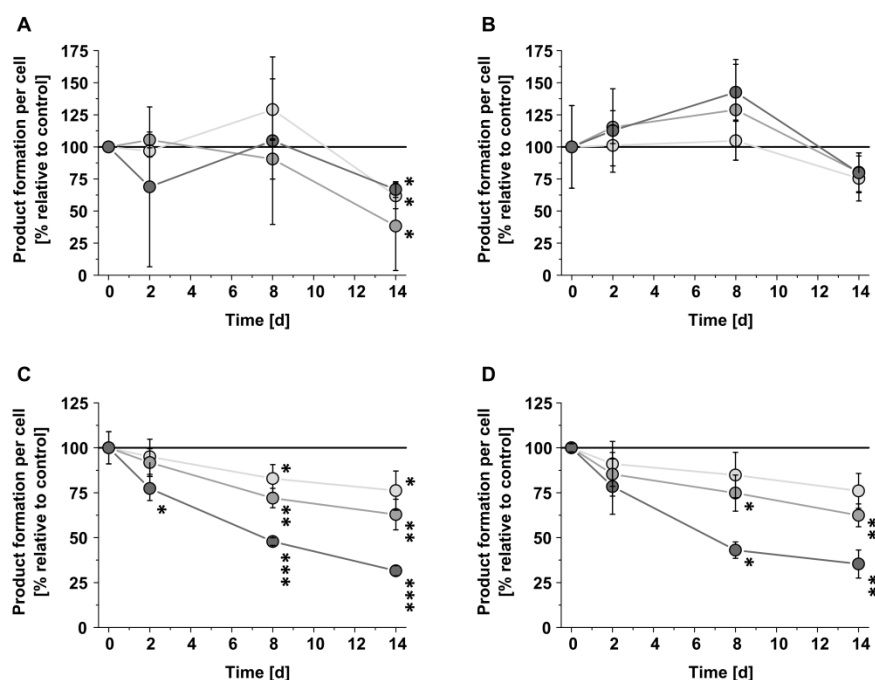 A
Product formation per cell
[% relative to control]
175
150
125
100
75
50
25
0
0 2 4 6 8 10 12 14
Time [d]
*
*
*
B
Product formation per cell
[% relative to control]
175
150
125
100
75
50
25
0
0 2 4 6 8 10 12 14
Time [d]
C
Product formation per cell
[% relative to control]
125
100
75
50
25
0
0 2 4 6 8 10 12 14
Time [d]
*
*
**
***
*
**
***
D
Product formation per cell
[% relative to control]
125
100
75
50
25
0
0 2 4 6 8 10 12 14
Time [d]
*
*
**
**